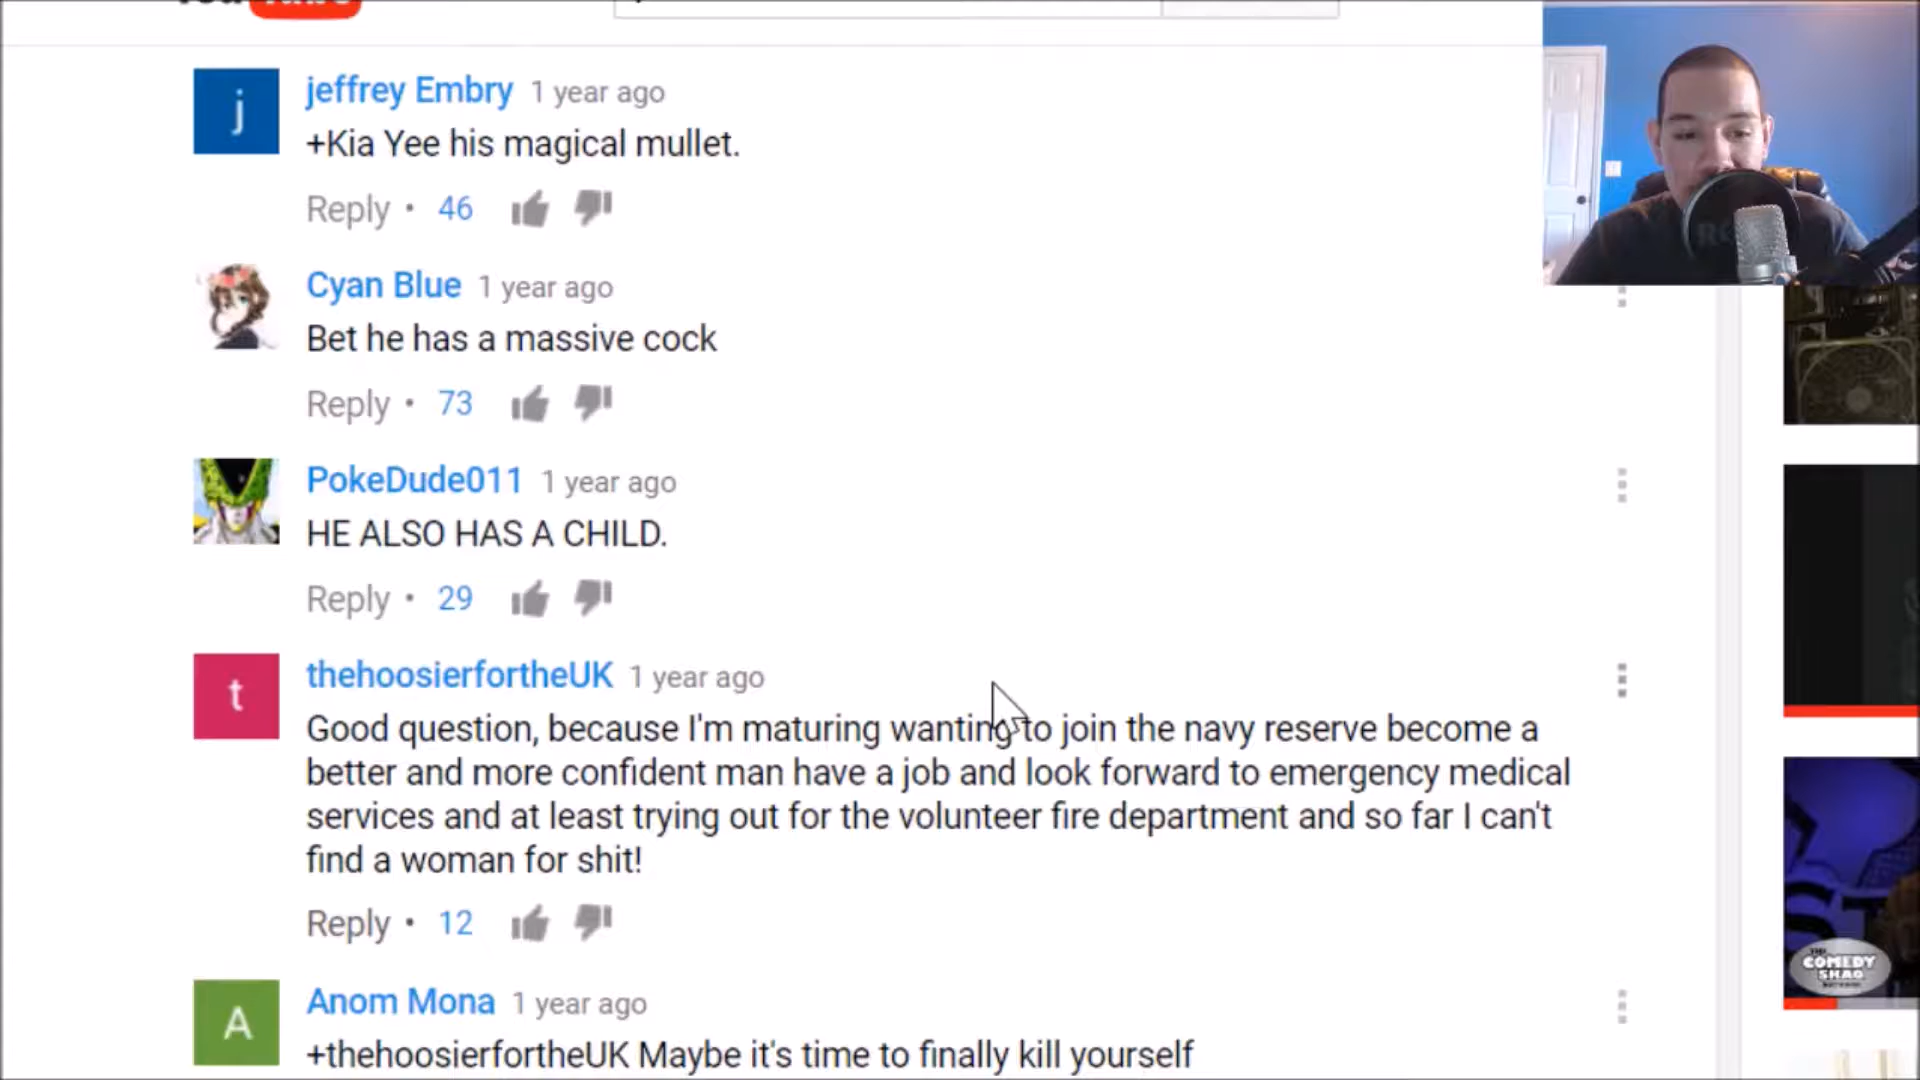 jeffrey Embry 1 year ago
+Kia Yee his magical mullet.
Reply • 46
Cyan Blue 1 year ago
Bet he has a massive cock
Reply • 73
PokeDude011 1 year ago
HE ALSO HAS A CHILD.
Reply • 29
thehoosierfortheUK 1 year ago
Good question, because I'm maturing wanting to join the navy reserve become a
better and more confident man have a job and look forward to emergency medical
services and at least trying out for the volunteer fire department and so far I can't
find a woman for shit!
Reply • 12
Anom Mona 1 year ago
+thehoosierfortheUK Maybe it's time to finally kill yourself
j
t
A
THE
COMEDY
SHAQ